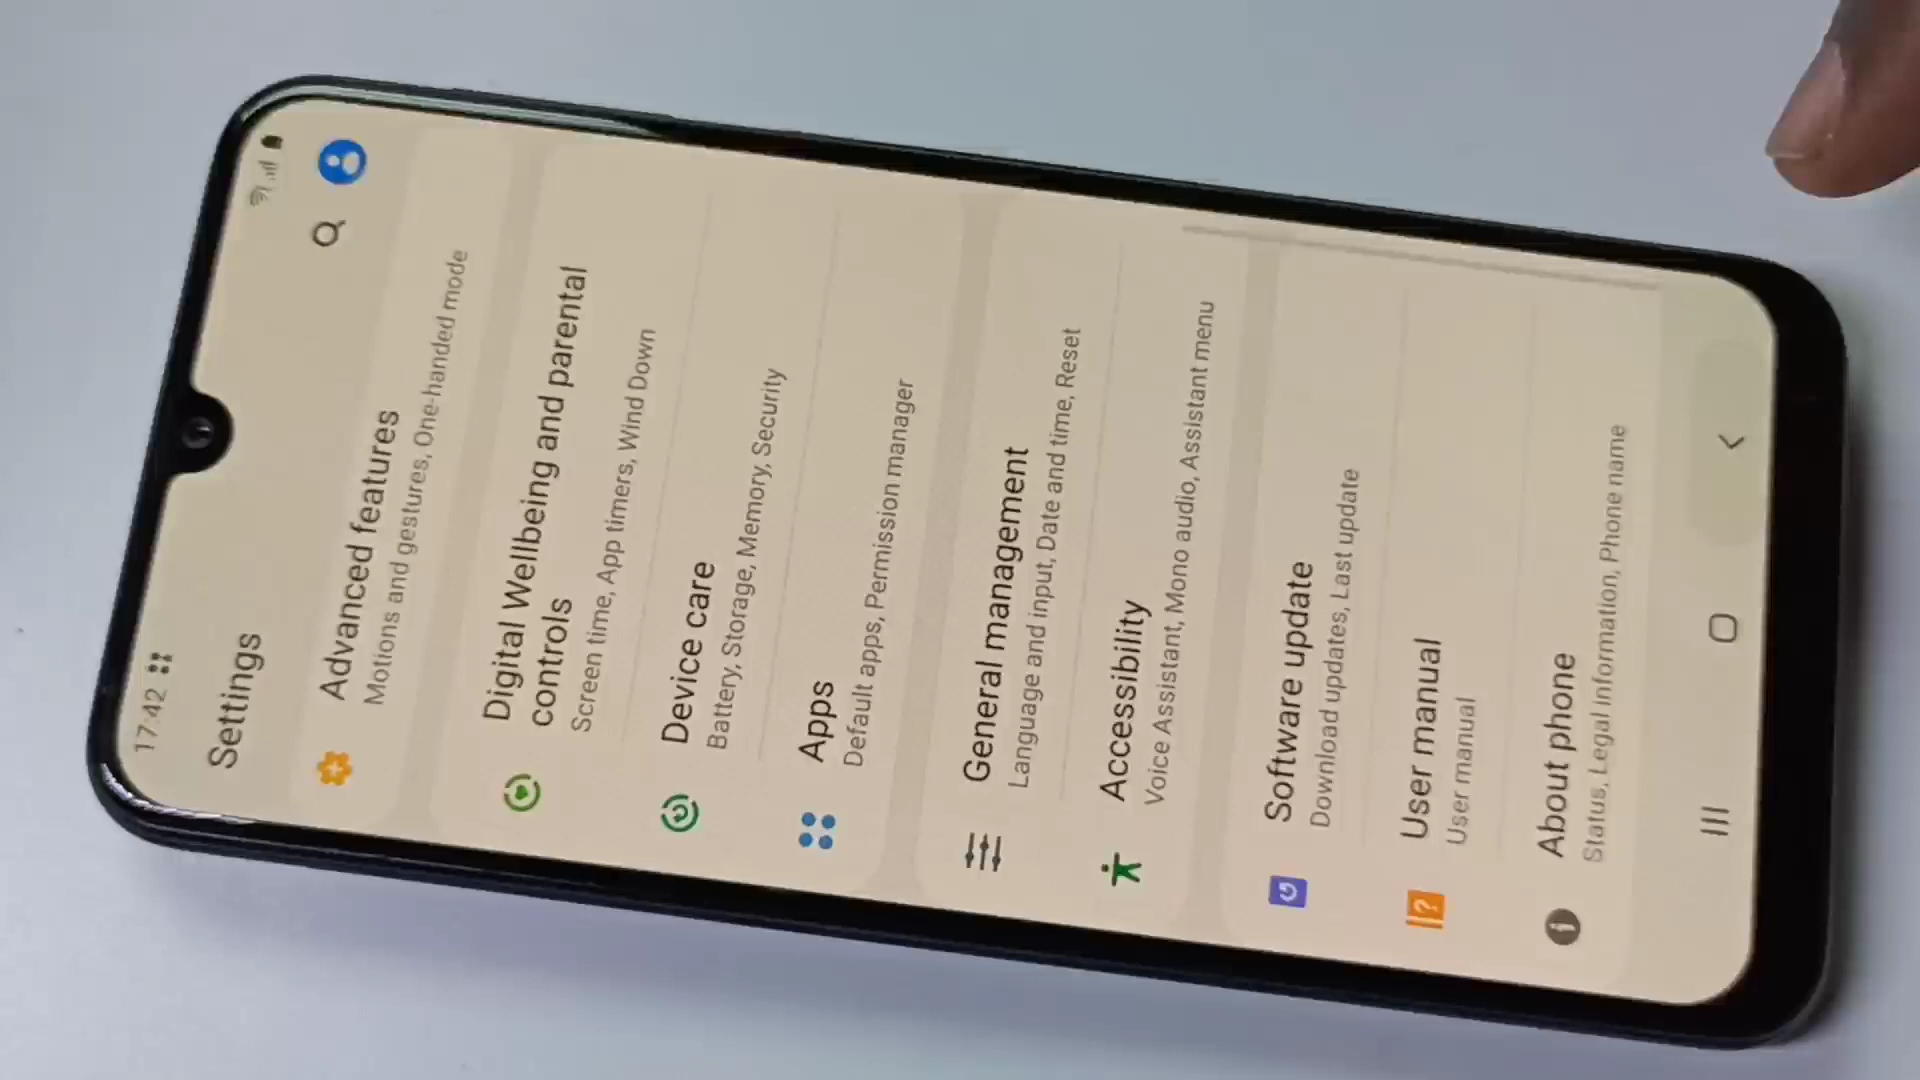 17:42
Settings
Advanced features
Motions and gestures, One-handed mode
Digital Wellbeing and parental
controls
Screen time, App timers, Wind Down
Device care
Battery, Storage, Memory, Security
Apps
Default apps, Permission manager
General management
Language and input, Date and time, Reset
Accessibility
Voice Assistant, Mono audio, Assistant menu
Software update
Download updates, Last update
User manual
User manual
About phone
Status, Legal information, Phone name